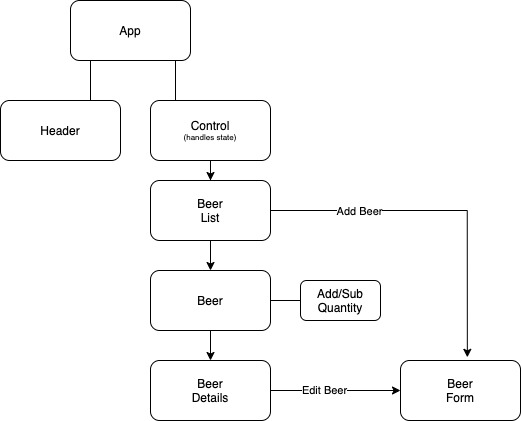 App
Header
Control
(handles state)
Beer
List
Add Beer
Beer
Add/Sub
Quantity
Beer
Details
Edit Beer
Beer
Form